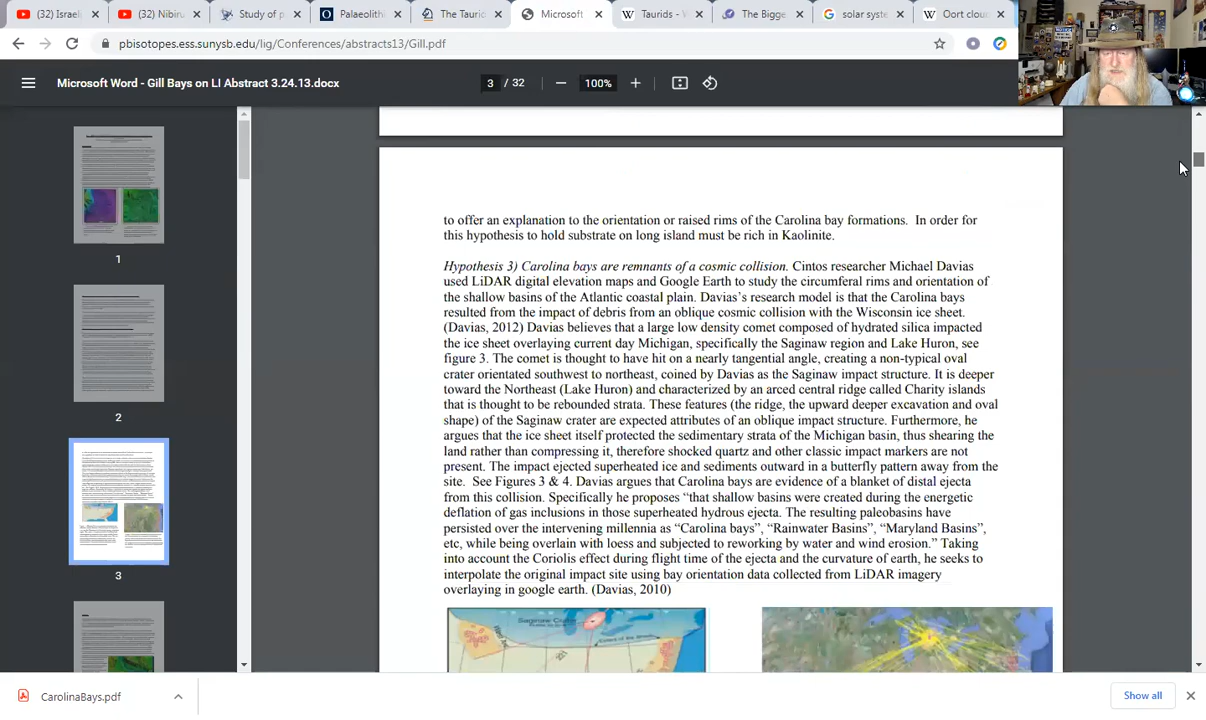 (32) Israeli
(32) Nibiru
Study of p
Palaeolith
The Taurid
Microsoft
Taurids - W
The Bigge
solar syste
Oort clou
pbisotopes.ess.sunysb.edu/lig/Conferences/abstracts13/Gill.pdf
Microsoft Word - Gill Bays on LI Abstract 3.24.13.docx
3 / 32
100%
1
2
3
to offer an explanation to the orientation or raised rims of the Carolina bay formations. In order for
this hypothesis to hold substrate on long island must be rich in Kaolinite.
Hypothesis 3) Carolina bays are remnants of a cosmic collision. Cintos researcher Michael Davias
used LiDAR digital elevation maps and Google Earth to study the circumferal rims and orientation of
the shallow basins of the Atlantic coastal plain. Davias's research model is that the Carolina bays
resulted from the impact of debris from an oblique cosmic collision with the Wisconsin ice sheet.
(Davias, 2012) Davias believes that a large low density comet composed of hydrated silica impacted
the ice sheet overlaying current day Michigan, specifically the Saginaw region and Lake Huron, see
figure 3. The comet is thought to have hit on a nearly tangential angle, creating a non-typical oval
crater orientated southwest to northeast, coined by Davias as the Saginaw impact structure. It is deeper
toward the Northeast (Lake Huron) and characterized by an arced central ridge called Charity islands
that is thought to be rebounded strata. These features (the ridge, the upward deeper excavation and oval
shape) of the Saginaw crater are expected attributes of an oblique impact structure. Furthermore, he
argues that the ice sheet itself protected the sedimentary strata of the Michigan basin, thus shearing the
land rather than compressing it, therefore shocked quartz and other classic impact markers are not
present. The impact ejected superheated ice and sediments outward in a butterfly pattern away from the
site. See Figures 3 & 4. Davias argues that Carolina bays are evidence of a blanket of distal ejecta
from this collision. Specifically he proposes “that shallow basins were created during the energetic
deflation of gas inclusions in those superheated hydrous ejecta. The resulting paleobasins have
persisted over the intervening millennia as “Carolina bays”, “Rainwater Basins”, “Maryland Basins”,
etc, while being overlain with loess and subjected to reworking by water and wind erosion.” Taking
into account the Coriolis effect during flight time of the ejecta and the curvature of earth, he seeks to
interpolate the original impact site using bay orientation data collected from LiDAR imagery
overlaying in google earth. (Davias, 2010)
Saginaw Crater
CarolinaBays.pdf
Show all